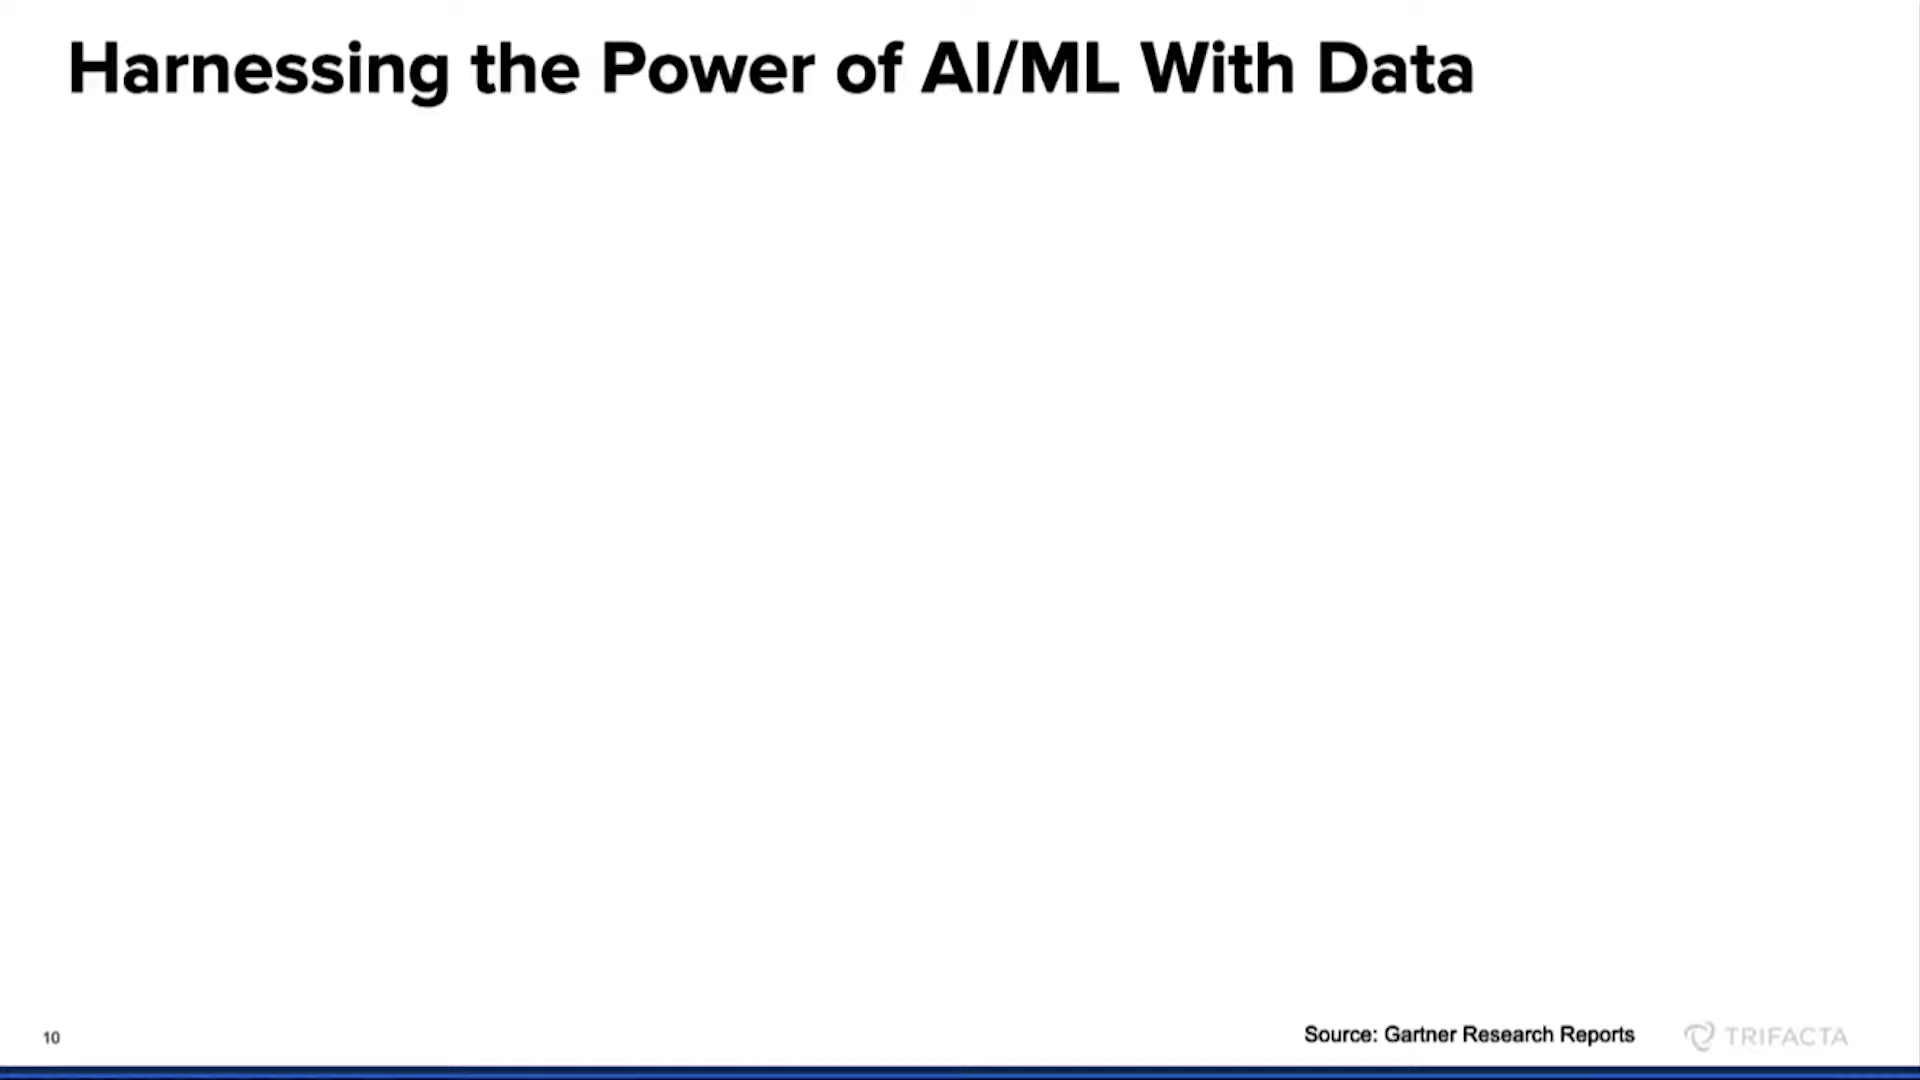 Harnessing the Power of AI/ML With Data
10
Source: Gartner Research Reports
TRIFACTA